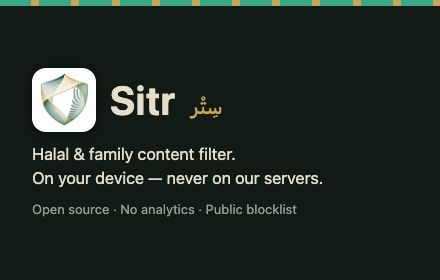 Sitr سِتْر
Halal & family content filter.
On your device — never on our servers.
Open source · No analytics · Public blocklist